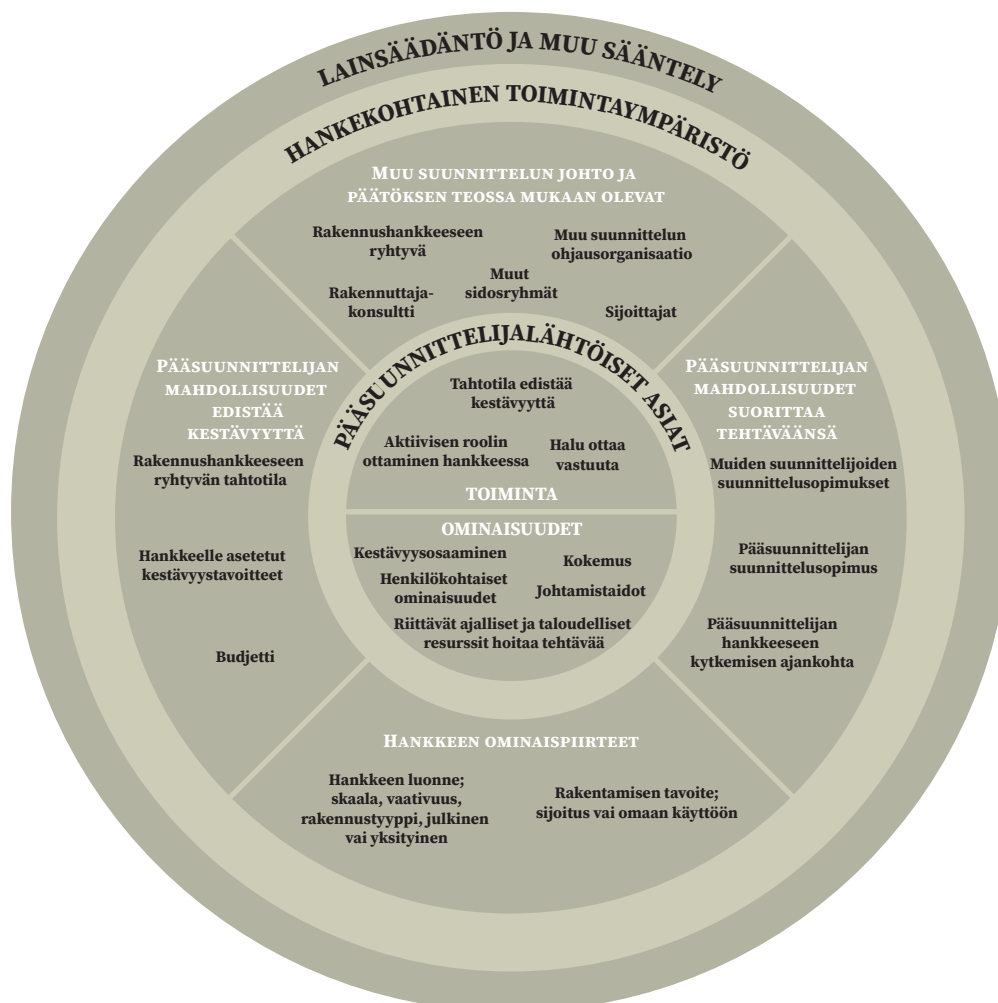 LAINSÄÄDÄNTÖ JA MUU SÄÄNTELY
HANKEKOHTAINEN TOIMINTAYMPÄRISTÖ
MUU SUUNNITTELUN JOHTO JA
PÄÄTÖKSEN TEOSSA MUKAAN OLEVAT
Rakennushankkeeseen
ryhtyvä
Muu suunnittelun
ohjausorganisaatio
Muut
sidosryhmät
Rakennuttaja-
konsultti
Sijoittajat
PÄÄSUUNNITTELIJAN
MAHDOLLISUUDET
EDISTÄÄ
KESTÄVYYTTÄ
Rakennushankkeeseen
ryhtyvän tahtotila
Hankkeelle asetetut
kestävyystavoitteet
Budjetti
PÄÄSUUNNITTELIJALÄHTÖISET ASIAT
Tahtotila edistää
kestävyyttä
Aktiivisen roolin
ottaminen hankkeessa
Halu ottaa
vastuuta
TOIMINTA
OMINAISUUDET
Kestävyysosaaminen
Kokemus
Henkilökohtaiset
ominaisuudet
Johtamistaidot
Riittävät ajalliset ja taloudelliset
resurssit hoitaa tehtävää
PÄÄSUUNNITTELIJAN
MAHDOLLISUUDET
SUORITTAA
TEHTÄVÄÄNSÄ
Muiden suunnittelijoiden
suunnittelusopimukset
Pääsuunnittelijan
suunnittelusopimus
Pääsuunnittelijan
hankkeeseen
kytkemisen ajankohta
HANKKEEN OMINAISPIIRTEET
Hankkeen luonne;
skaala, vaativuus,
rakennustyyppi, julkinen
vai yksityinen
Rakentamisen tavoite;
sijoitus vai omaan käyttöön